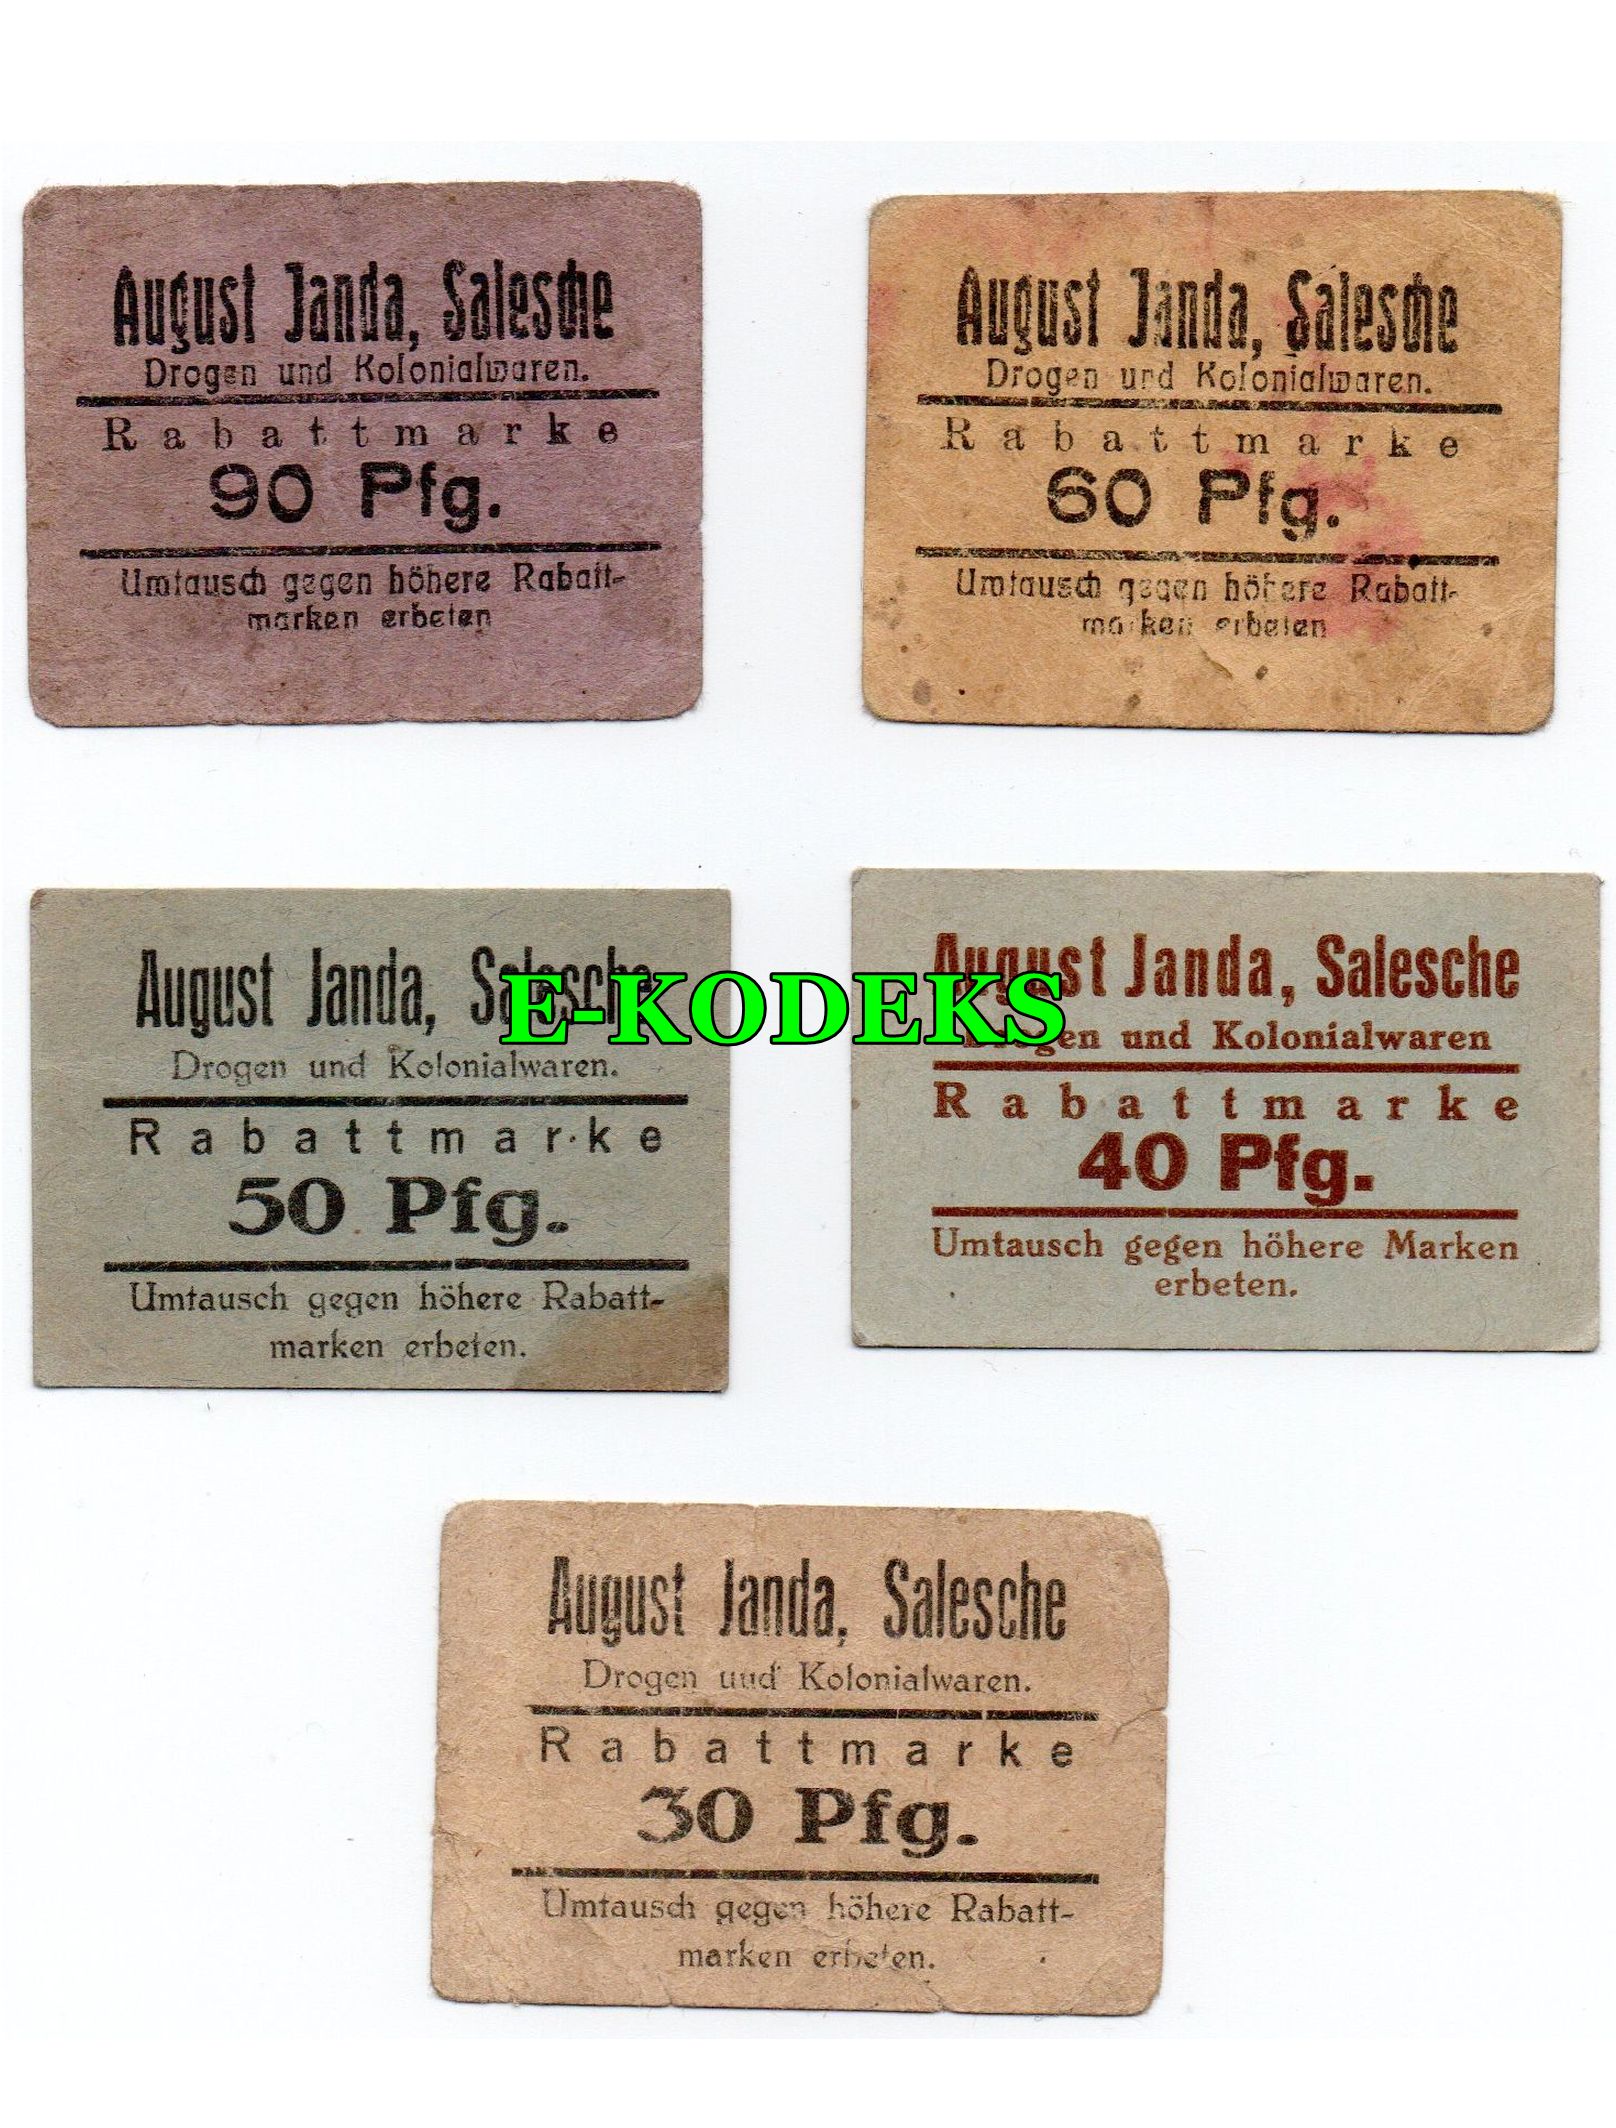 August Janda, Salesche
Drogen und Kolonialwaren.
Rabattmarke
90 Pfg.
Umtausch gegen höhere Rabatt-
marken erbeten
August Janda, Salesche
Drogen und Kolonialwaren.
Rabattmarke
60 Pfg.
Umtausch gegen höhere Rabatt-
marken erbeten
August Janda, Salesche
Drogen und Kolonialwaren.
Rabattmarke
50 Pfg.
Umtausch gegen höhere Rabatt-
marken erbeten.
E-KODEKS
August Janda, Salesche
Drogen und Kolonialwaren
Rabattmarke
40 Pfg.
Umtausch gegen höhere Marken
erbeten.
August Janda, Salesche
Drogen uud Kolonialwaren.
Rabattmarke
30 Pfg.
Umtausch gegen höhere Rabatt-
marken erbeten.